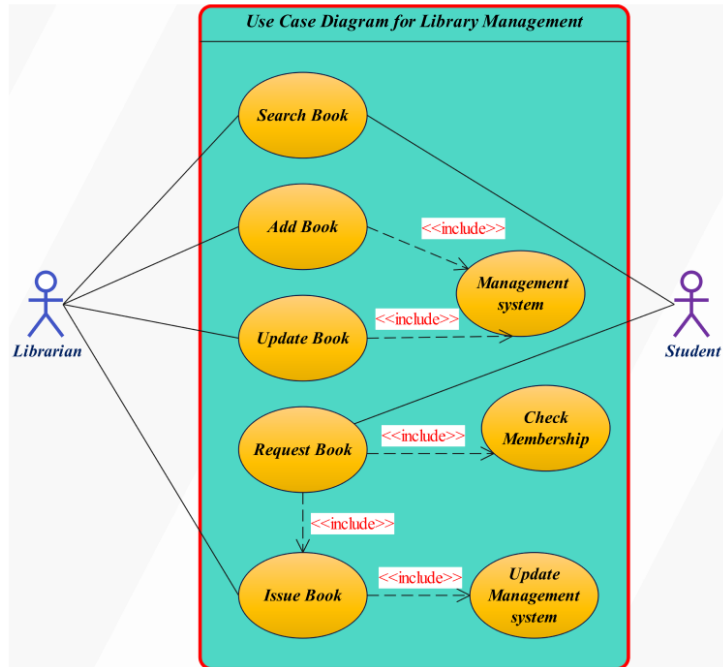 Use Case Diagram for Library Management
Search Book
Add Book
<<include>>
Management
system
Update Book
<<include>>
Librarian
Student
Request Book
<<include>>
Check
Membership
<<include>>
Issue Book
<<include>>
Update
Management
system